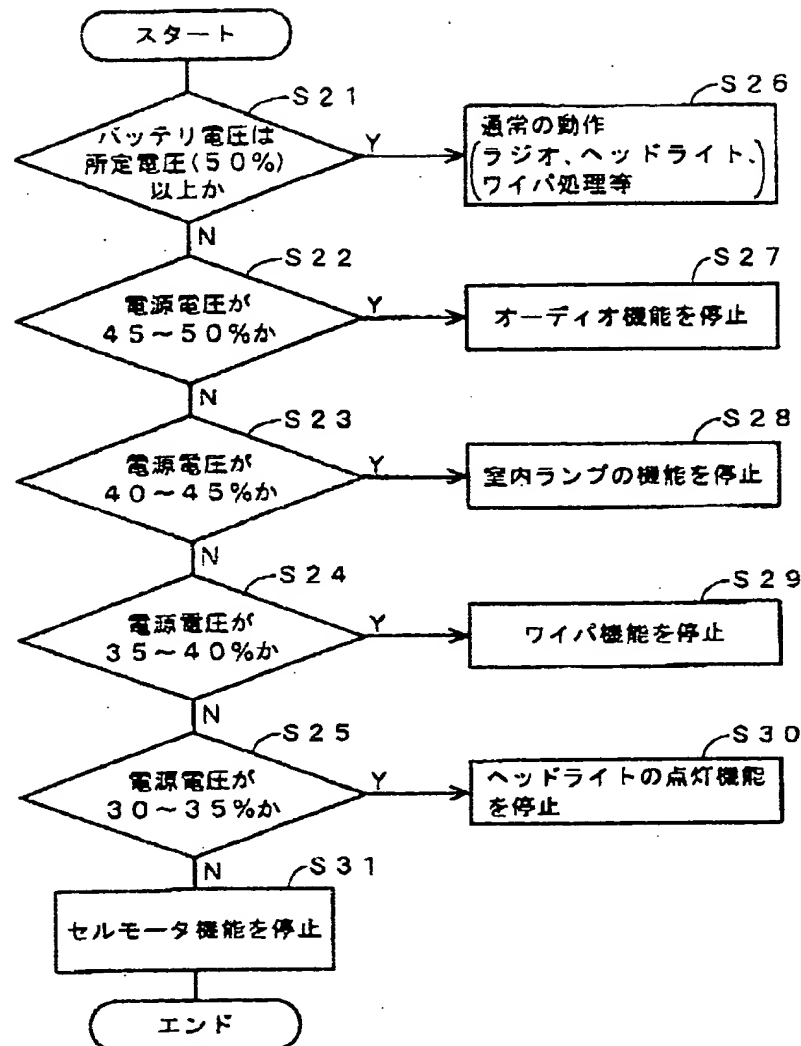 スタート
S21
バッテリ電圧は
所定電圧(50%)
以上か
Y
S26
通常の動作
(ラジオ、ヘッドライト、
ワイパ処理等)
N
S22
電源電圧が
45~50%か
Y
S27
オーディオ機能を停止
N
S23
電源電圧が
40~45%か
Y
S28
室内ランプの機能を停止
N
S24
電源電圧が
35~40%か
Y
S29
ワイパ機能を停止
N
S25
電源電圧が
30~35%か
Y
S30
ヘッドライトの点灯機能
を停止
N
S31
セルモータ機能を停止
エンド